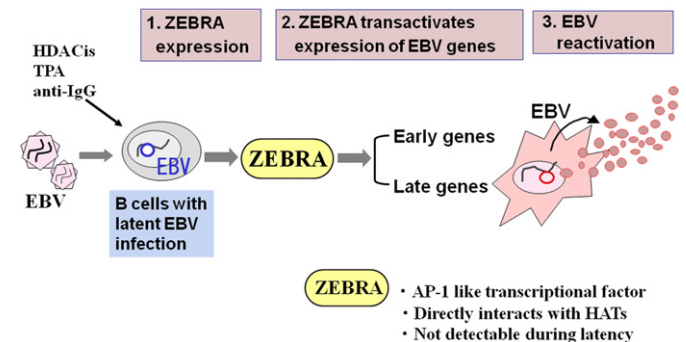 1. ZEBRA
expression
2. ZEBRA transactivates
expression of EBV genes
3. EBV
reactivation
HDACis
TPA
anti-IgG
EBV
EBV
B cells with
latent EBV
infection
ZEBRA
Early genes
Late genes
EBV
ZEBRA
・AP-1 like transcriptional factor
・Directly interacts with HATs
・Not detectable during latency